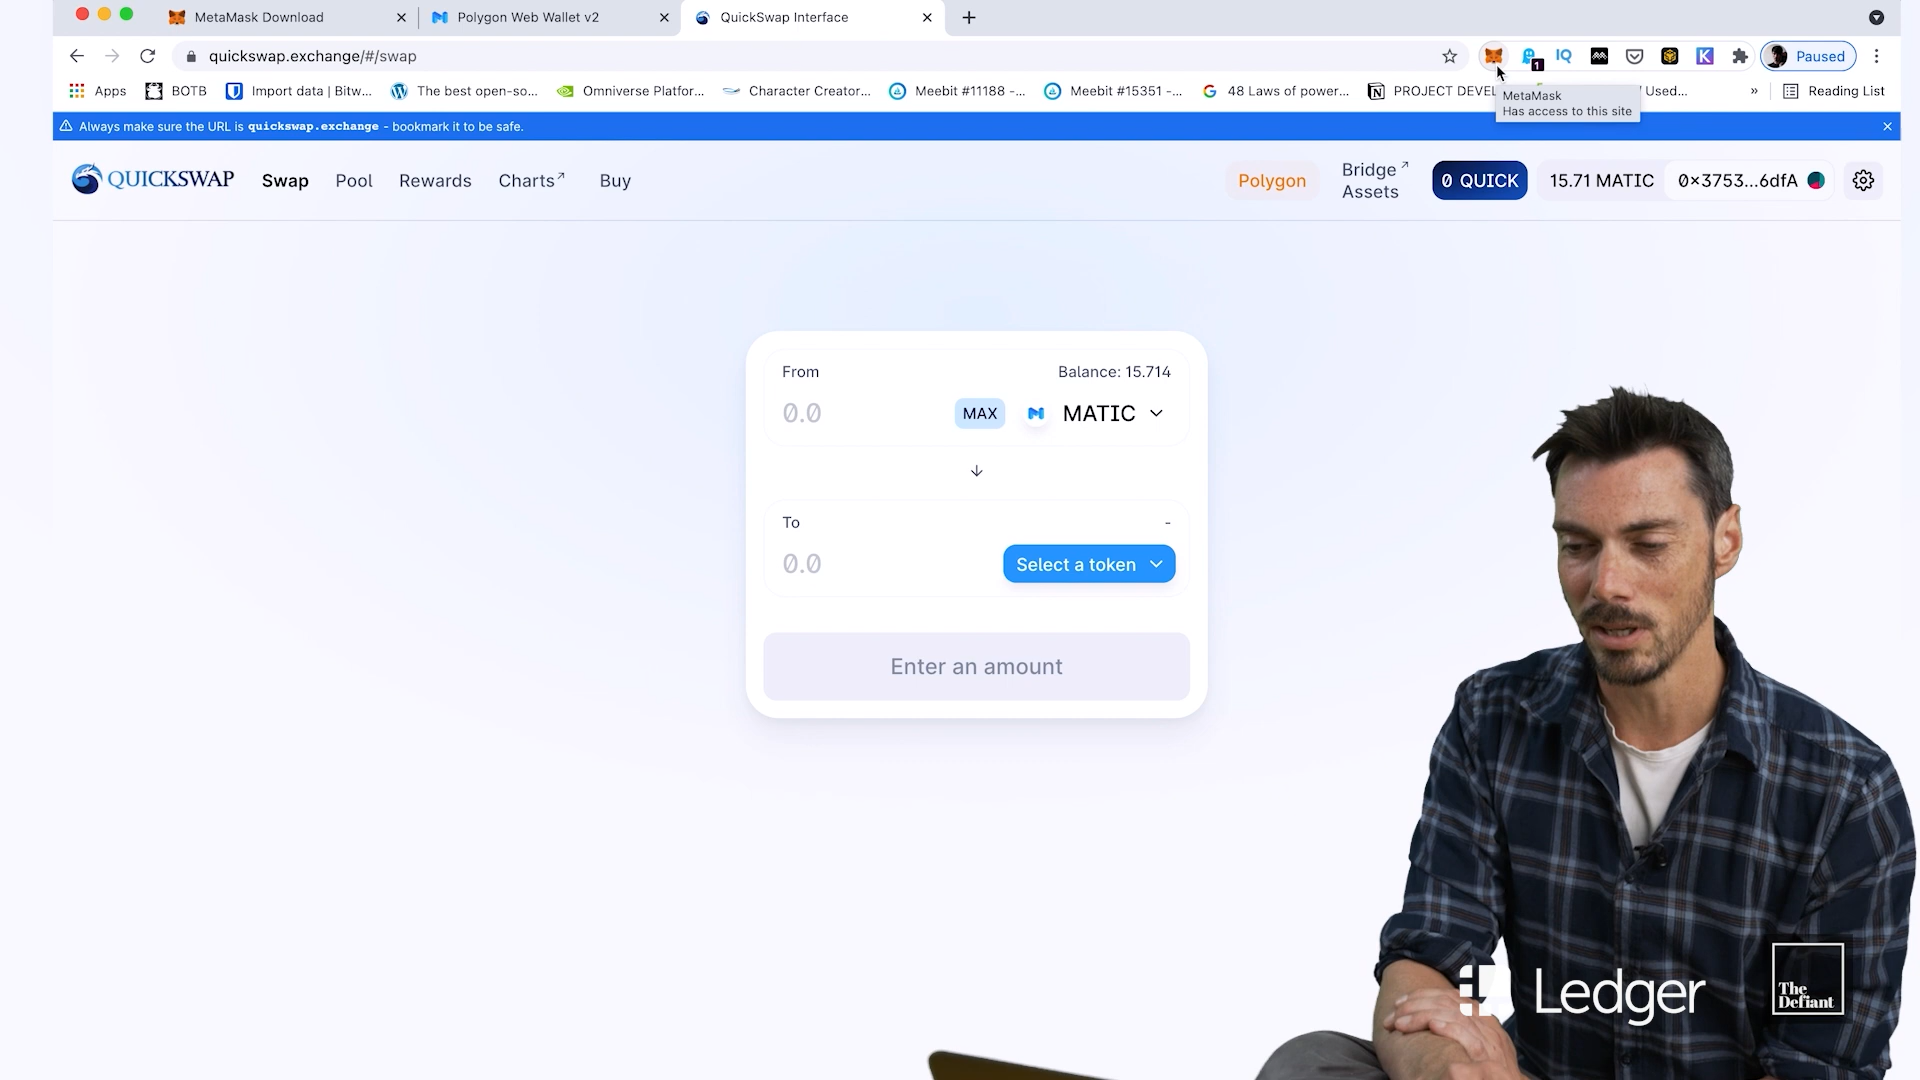 MetaMask Download
Polygon Web Wallet v2
QuickSwap Interface
quickswap.exchange/#/swap
IQ
1
K
Paused
Apps
BOTB
Import data | Bitw...
The best open-so...
Omniverse Platfor...
Character Creator...
Meebit #11188 -...
Meebit #15351 -...
48 Laws of power...
PROJECT DEVEL
Used...
»
Reading List
MetaMask
Has access to this site
Always make sure the URL is quickswap.exchange - bookmark it to be safe.
QUICKSWAP
Swap
Pool
Rewards
Charts↗
Buy
Polygon
Bridge↗
Assets
0 QUICK
15.71 MATIC
0x3753...6dfA
From
Balance: 15.714
0.0
MAX
MATIC
To
-
0.0
Select a token
Enter an amount
Ledger
The
Defiant